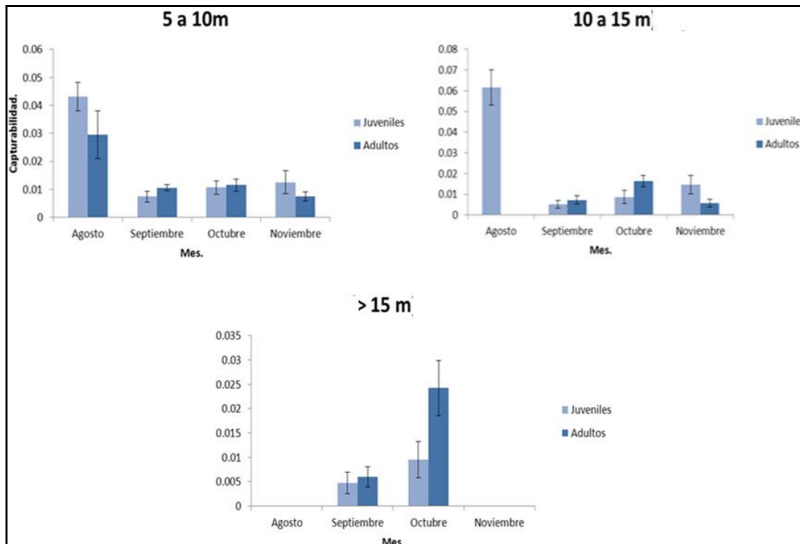 5 a 10m
0.06
0.05
0.04
0.03
0.02
0.01
0
Capturabilidad.
Agosto Septiembre Octubre Noviembre
Mes.
Juveniles
Adultos
10 a 15 m
0.08
0.07
0.06
0.05
0.04
0.03
0.02
0.01
0
Agosto Septiembre Octubre Noviembre
Mes.
Juveniles
Adultos
> 15 m
0.035
0.03
0.025
0.02
0.015
0.01
0.005
0
Agosto Septiembre Octubre Noviembre
Mes
Juveniles
Adultos